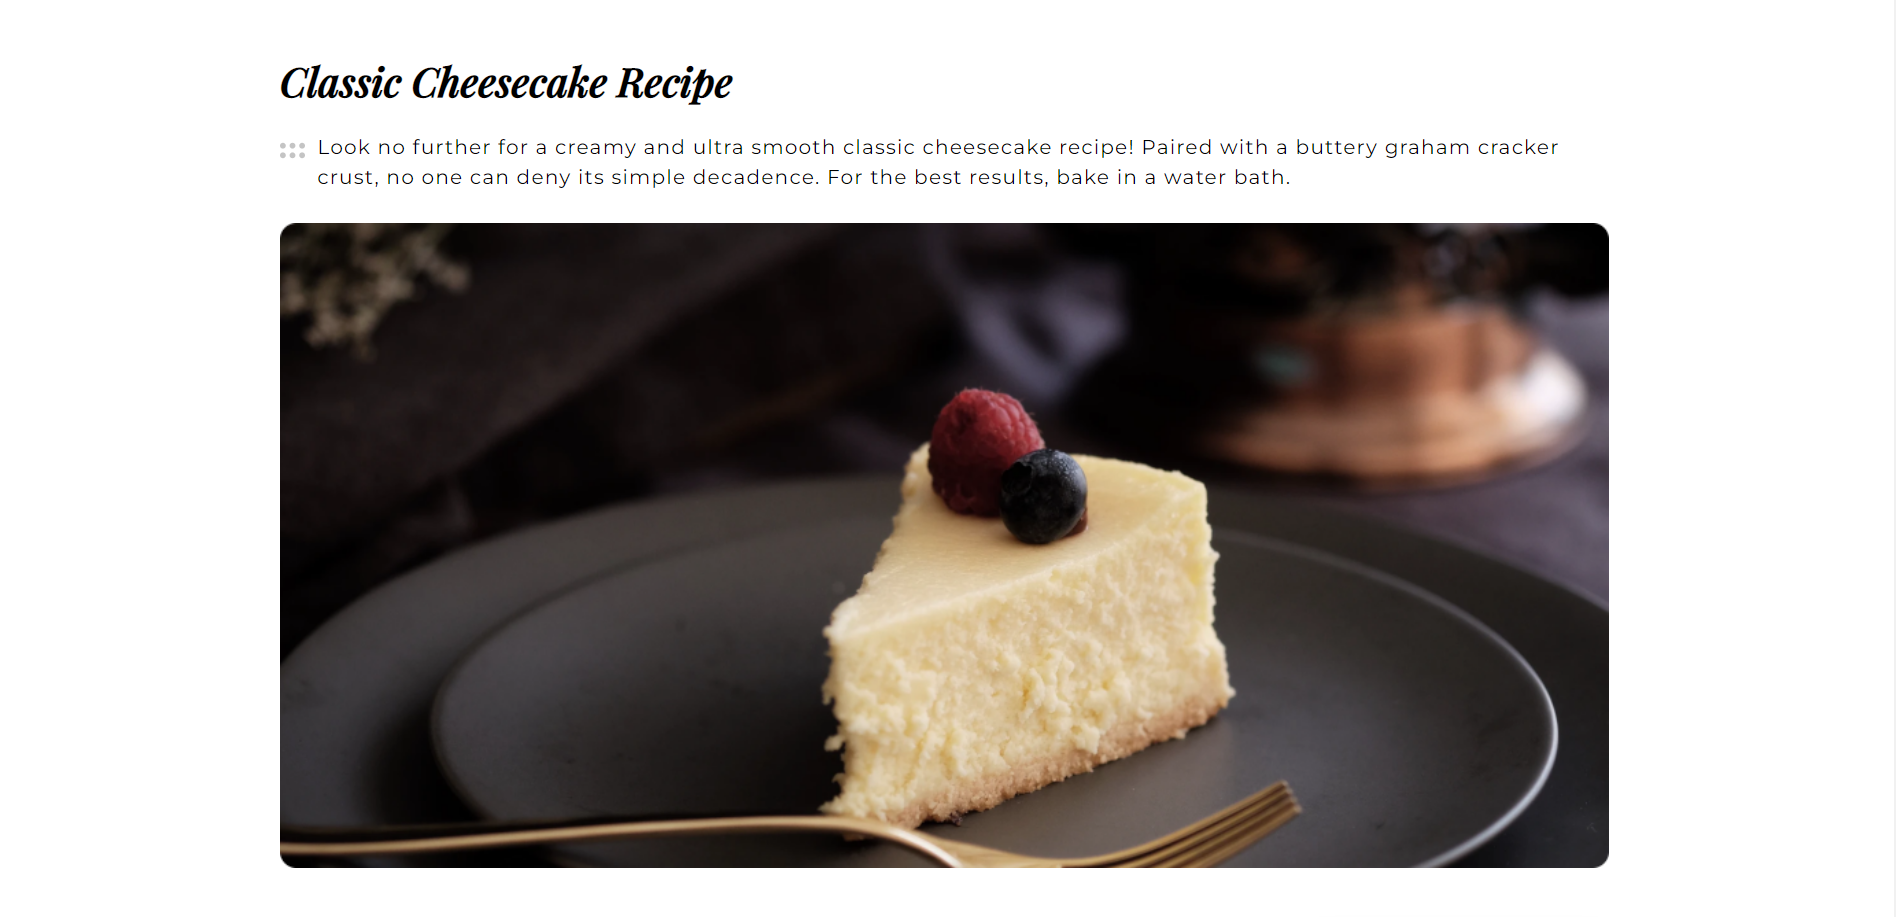 Classic Cheesecake Recipe
Look no further for a creamy and ultra smooth classic cheesecake recipe! Paired with a buttery graham cracker
crust, no one can deny its simple decadence. For the best results, bake in a water bath.